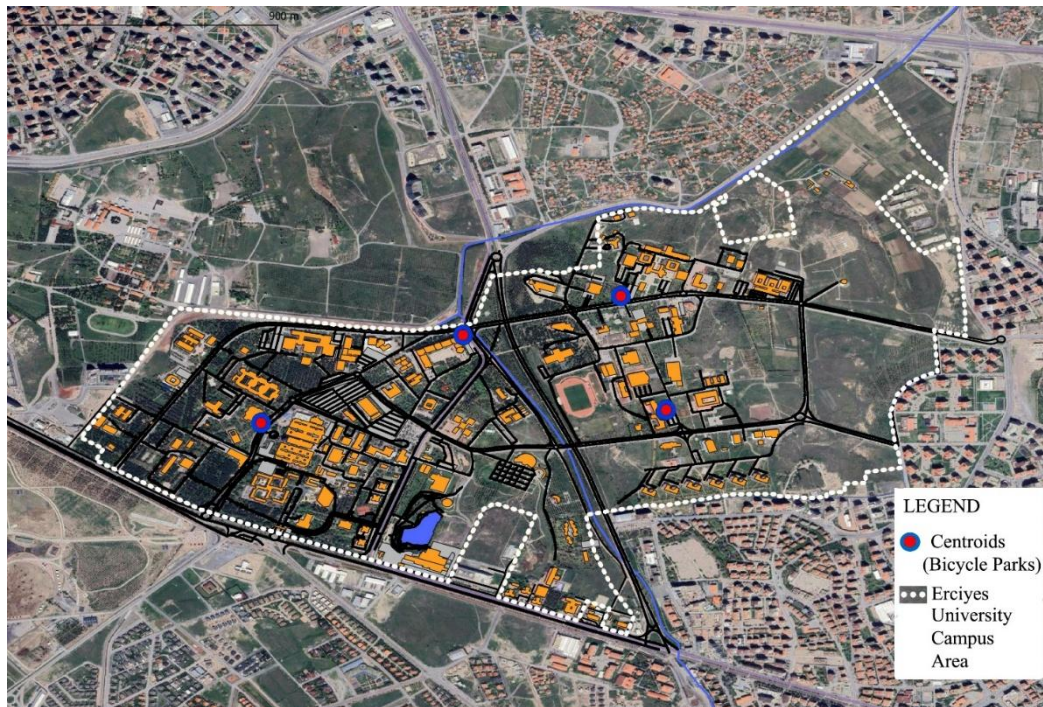 900 m
LEGEND
Centroids
(Bicycle Parks)
Erciyes
University
Campus
Area